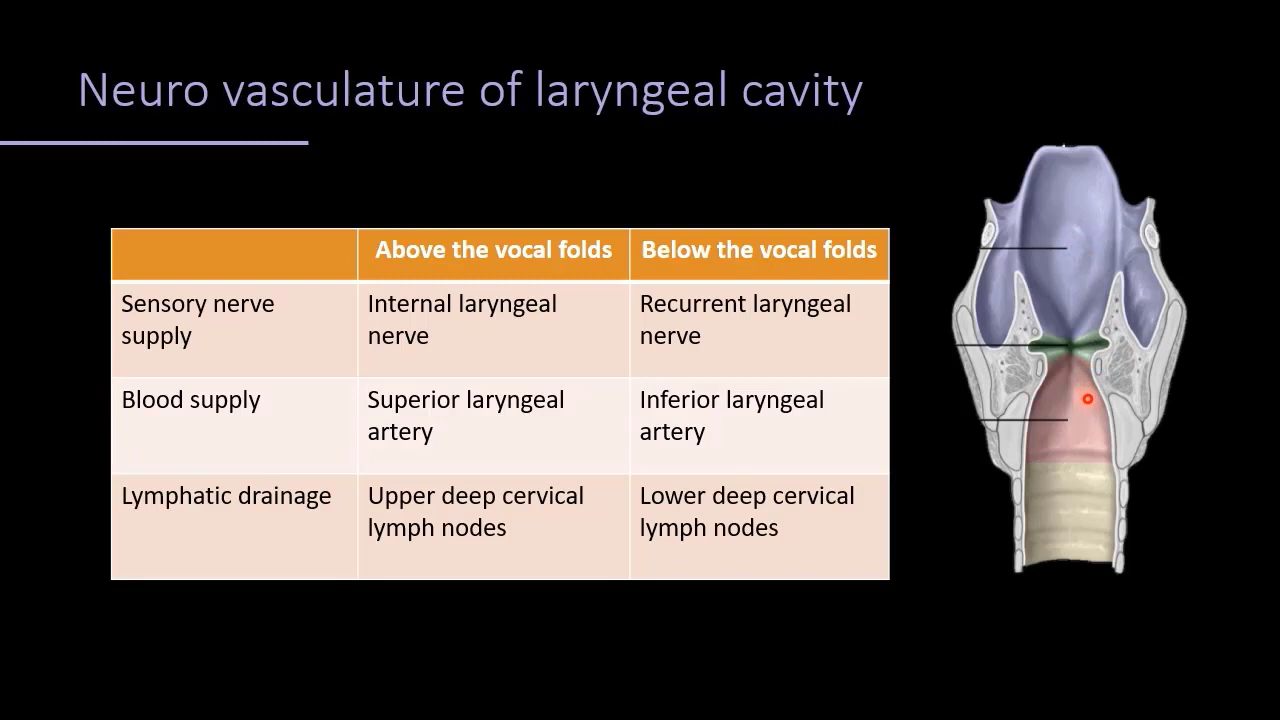 Neuro vasculature of laryngeal cavity
Above the vocal folds
Below the vocal folds
Sensory nerve
supply
Internal laryngeal
nerve
Recurrent laryngeal
nerve
Blood supply
Superior laryngeal
artery
Inferior laryngeal
artery
Lymphatic drainage
Upper deep cervical
lymph nodes
Lower deep cervical
lymph nodes